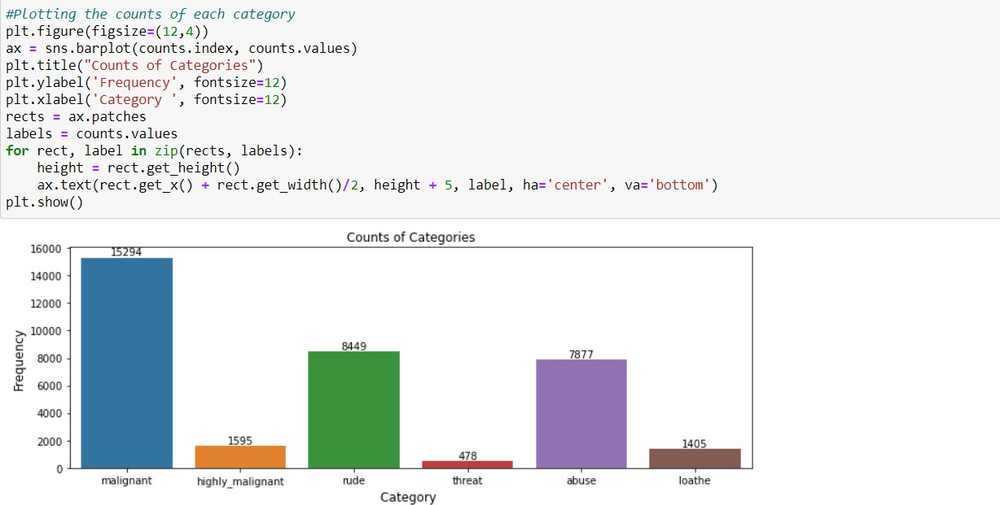 #Plotting the counts of each category
plt.figure(figsize=(12,4))
ax = sns.barplot(counts.index, counts.values)
plt.title("Counts of Categories")
plt.ylabel('Frequency', fontsize=12)
plt.xlabel('Category ', fontsize=12)
rects = ax.patches
labels = counts.values
for rect, label in zip(rects, labels):
    height = rect.get_height()
    ax.text(rect.get_x() + rect.get_width()/2, height + 5, label, ha='center', va='bottom')
plt.show()
Counts of Categories
16000
14000
12000
10000
8000
6000
4000
2000
0
Frequency
15294
1595
8449
478
7877
1405
malignant
highly_malignant
rude
threat
abuse
loathe
Category